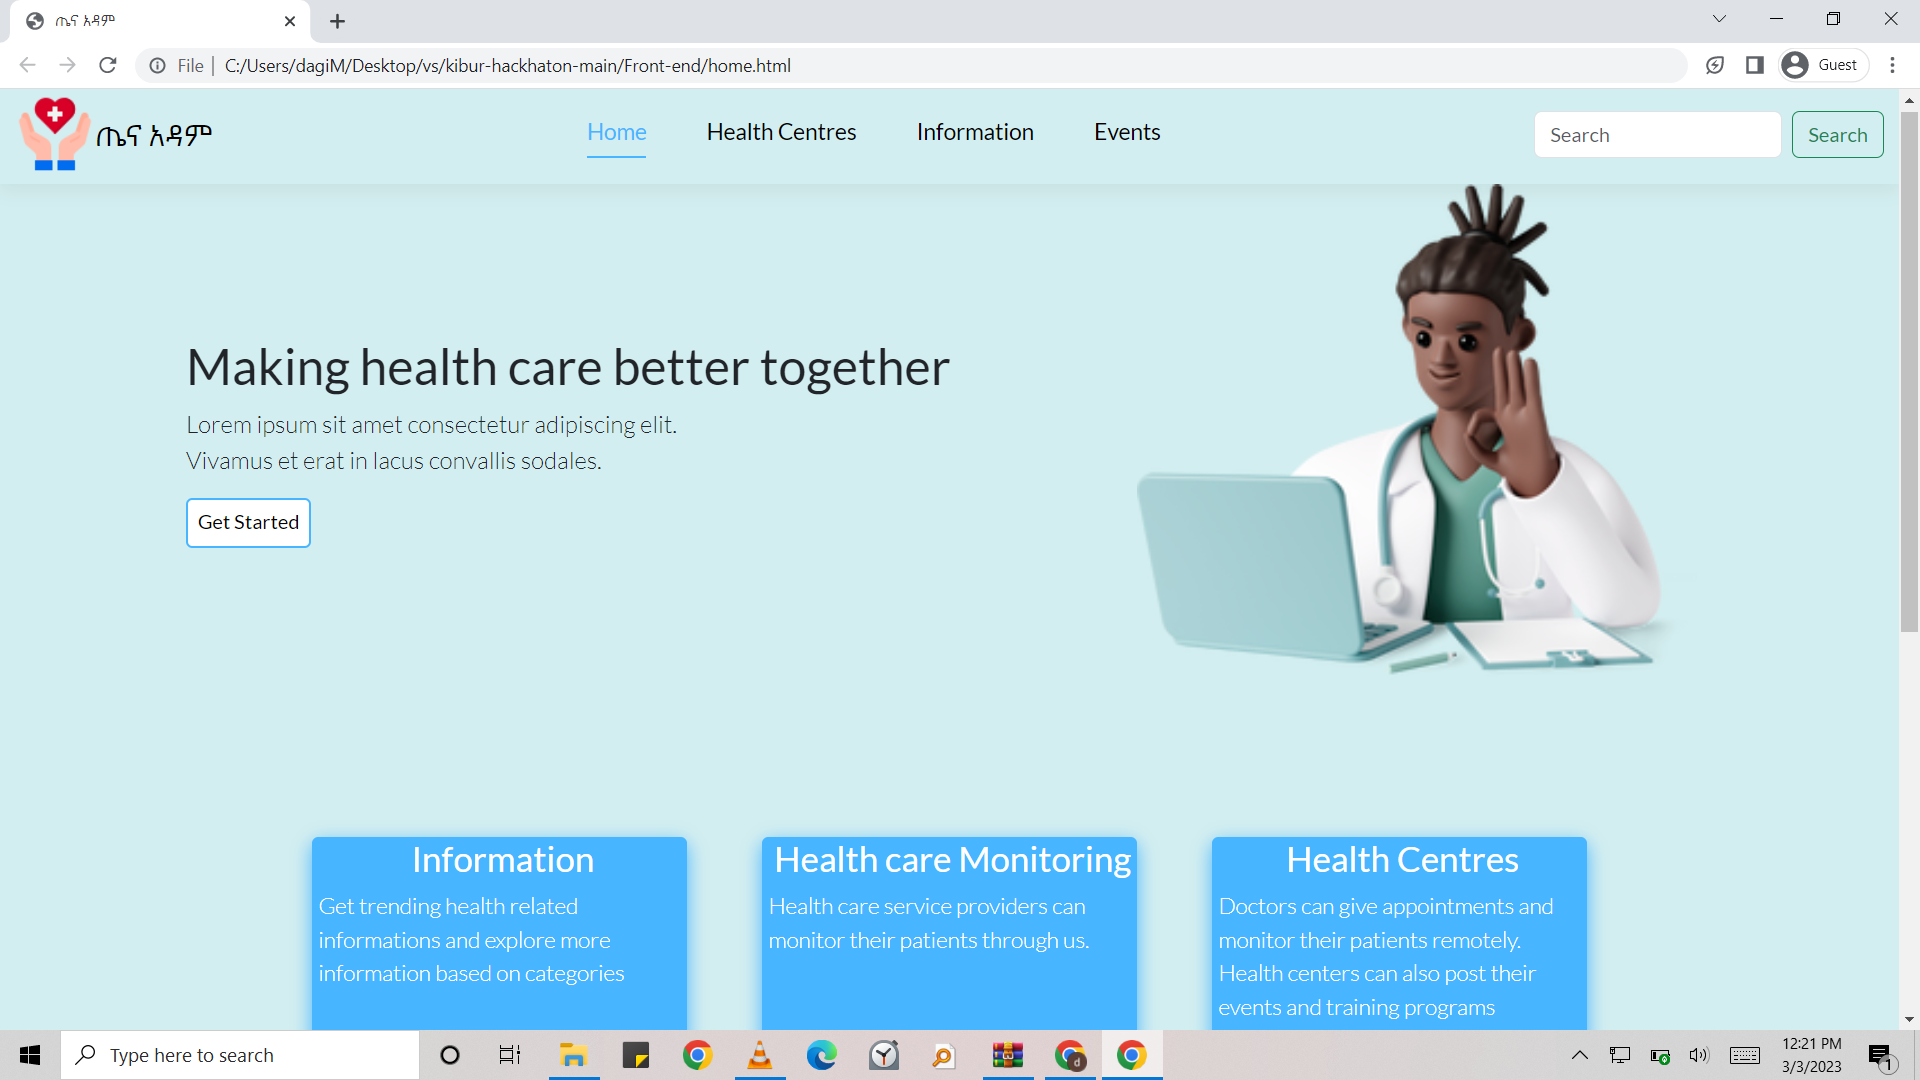 ጤና አዳም
File
C:/Users/dagiM/Desktop/vs/kibur-hackhaton-main/Front-end/home.html
Guest
ጤና አዳም
Home
Health Centres
Information
Events
Search
Search
Making health care better together
Lorem ipsum sit amet consectetur adipiscing elit.
Vivamus et erat in lacus convallis sodales.
Get Started
Information
Get trending health related
informations and explore more
information based on categories
Health care Monitoring
Health care service providers can
monitor their patients through us.
Health Centres
Doctors can give appointments and
monitor their patients remotely.
Health centers can also post their
events and training programs
Type here to search
d
12:21 PM
3/3/2023
1